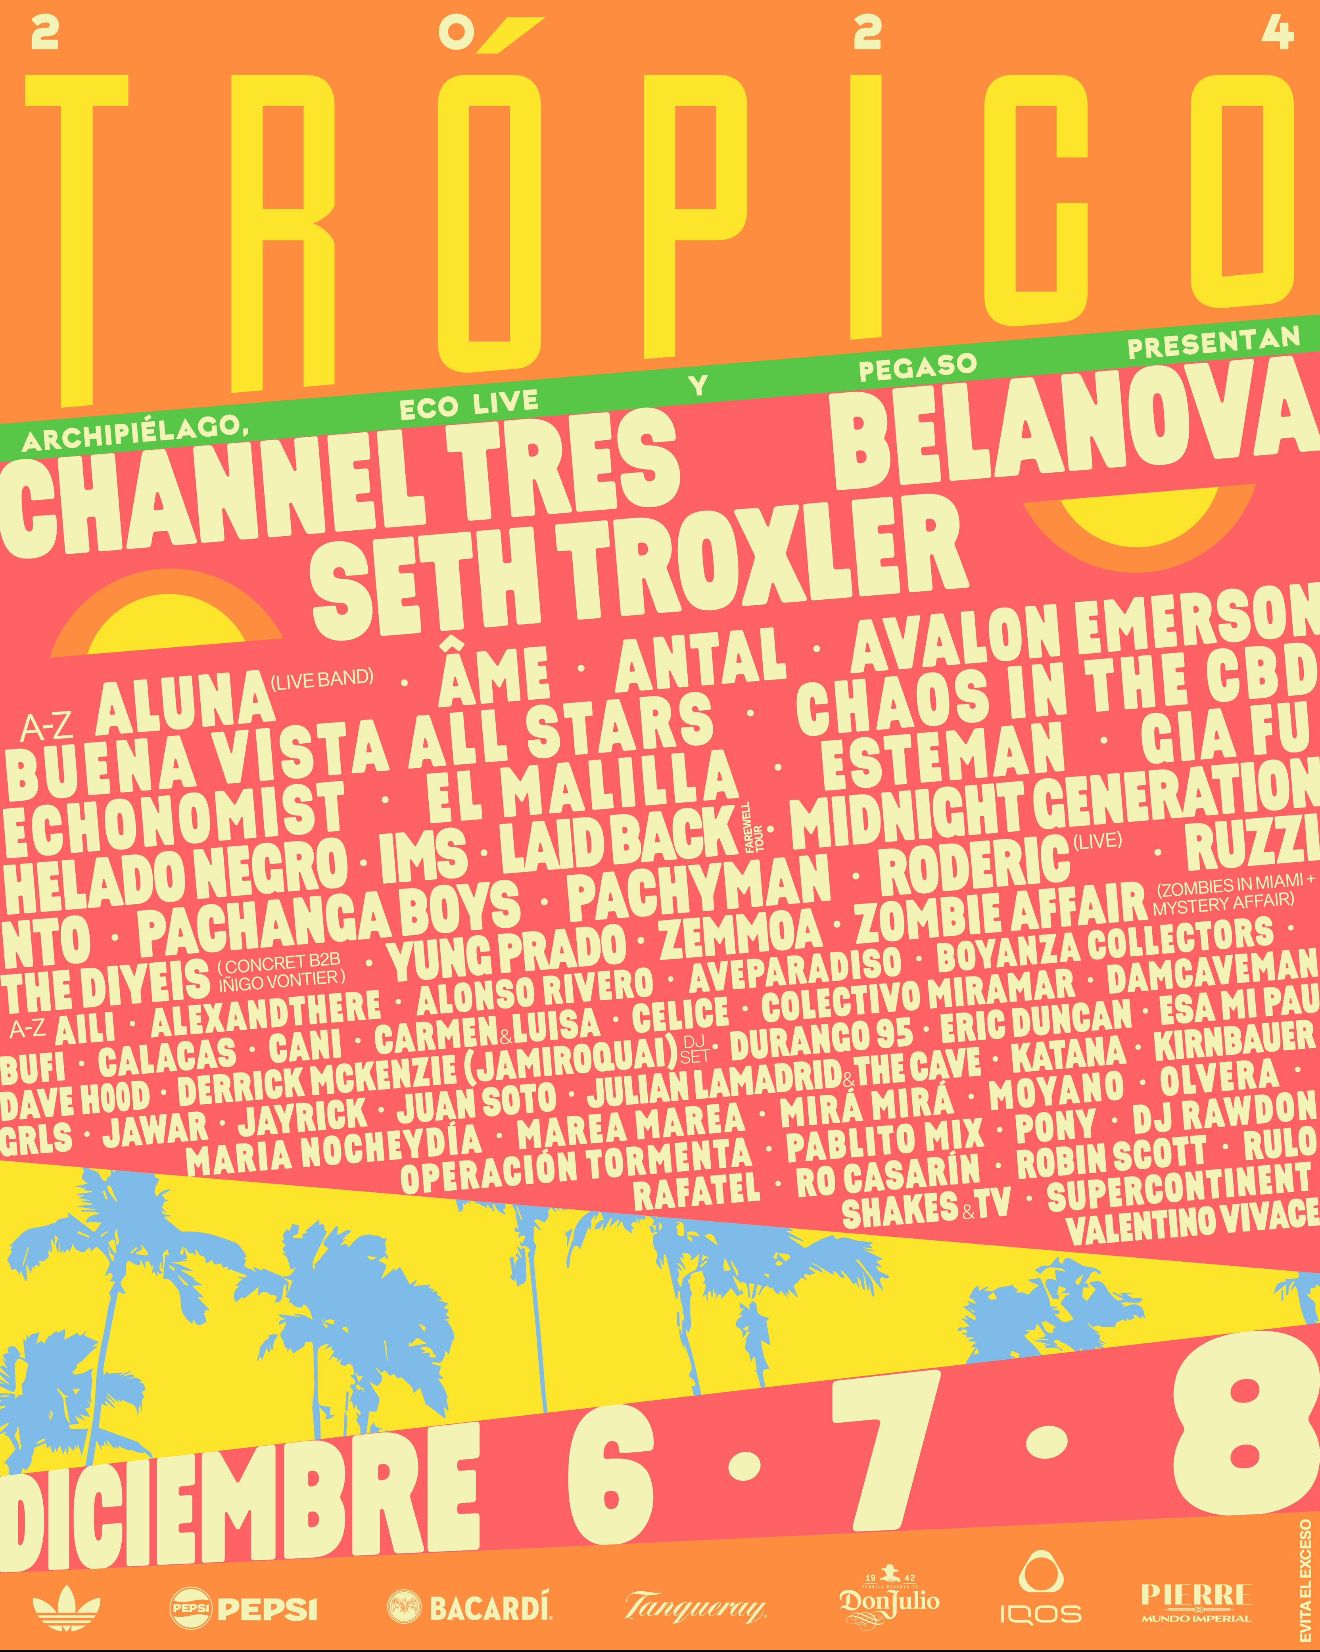 2 0 2 4
TRÓPICO
ARCHIPIÉLAGO, ECO LIVE Y PEGASO PRESENTAN
CHANNEL TRES BELANOVA
SETH TROXLER
A-Z ALUNA (LIVE BAND) · ÂME · ANTAL · AVALON EMERSON
BUENA VISTA ALL STARS · CHAOS IN THE CBD
ECHONOMIST · EL MALILLA · ESTEMAN · GIA FU
HELADO NEGRO · IMS · LAID BACK FAREWELL TOUR · MIDNIGHT GENERATION
NTO · PACHANGA BOYS · PACHYMAN · RODERIC (LIVE) · RUZZI
THE DIYEIS (CONCRET B2B IÑIGO VONTIER) · YUNG PRADO · ZEMMOA · ZOMBIE AFFAIR (ZOMBIES IN MIAMI + MYSTERY AFFAIR)
A-Z AILI · ALEXANDTHERE · ALONSO RIVERO · AVEPARADISO · BOYANZA COLLECTORS ·
BUFI · CALACAS · CANI · CARMEN & LUISA · CELICE · COLECTIVO MIRAMAR · DAMCAVEMAN
DAVE HOOD · DERRICK MCKENZIE (JAMIROQUAI) DJ SET · DURANGO 95 · ERIC DUNCAN · ESA MI PAU
GRLS · JAWAR · JAYRICK · JUAN SOTO · JULIAN LAMADRID & THE CAVE · KATANA · KIRNBAUER
MARIA NOCHEYDÍA · MAREA MAREA · MIRÁ MIRÁ · MOYANO · OLVERA ·
OPERACIÓN TORMENTA · PABLITO MIX · PONY · DJ RAWDON
RAFATEL · RO CASARÍN · ROBIN SCOTT · RULO
SHAKES & TV · SUPERCONTINENT
VALENTINO VIVACE
DICIEMBRE 6 · 7 · 8
PEPSI PEPSI
BACARDÍ
Tanqueray
19 42
DonJulio
IQOS
PIERRE
MUNDO IMPERIAL
EVITA EL EXCESO